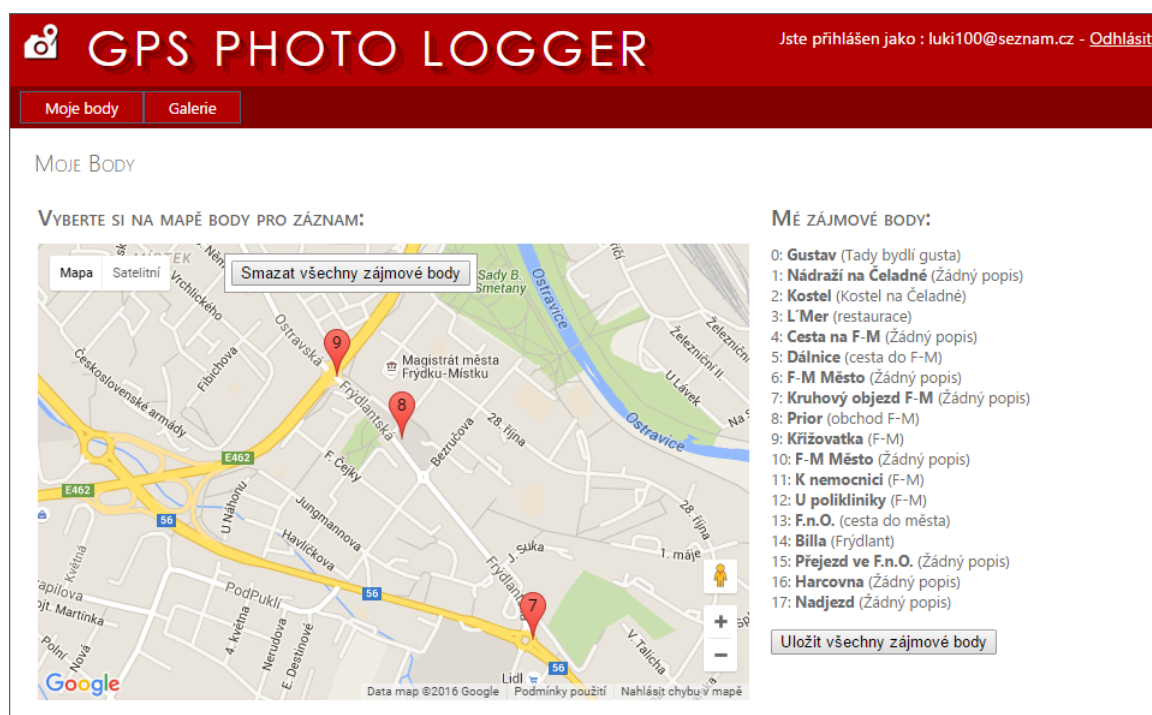 GPS PHOTO LOGGER
Jste přihlášen jako : luki100@seznam.cz - Odhlásit
Moje body
Galerie
Moje Body
Vyberte si na mapě body pro záznam:
Mapa
Satelitní
Smazat všechny zájmové body
MÍSTEK
Vrchlického
Sady B.
Smetany
Ostravice
Železniční
Železničn
Ostravská
9
Magistrát města
Frýdku-Místku
U Lávek
Československé armády
Fibichova
Frýdlantská
8
Bezručova
28. října
Ostravice
Na S
E462
F. Čejky
E462
56
U Náhonu
Jungmannova
Havlíčkova
28. října
J. Suka
1. máje
Květná
Frýdlantská
PodPuklí
56
7
ojt. Martinka
4. května
Nerudova
E. Destinové
V. Talicha
Polní
Nová
56
Lidl
Google
Data map ©2016 Google
Podmínky použití
Nahlásit chybu v mapě
Mé zájmové body:
0: Gustav (Tady bydlí gusta)
1: Nádraží na Čeladné (Žádný popis)
2: Kostel (Kostel na Čeladné)
3: L´Mer (restaurace)
4: Cesta na F-M (Žádný popis)
5: Dálnice (cesta do F-M)
6: F-M Město (Žádný popis)
7: Kruhový objezd F-M (Žádný popis)
8: Prior (obchod F-M)
9: Křižovatka (F-M)
10: F-M Město (Žádný popis)
11: K nemocnici (F-M)
12: U polikliniky (F-M)
13: F.n.O. (cesta do města)
14: Billa (Frýdlant)
15: Přejezd ve F.n.O. (Žádný popis)
16: Harcovna (Žádný popis)
17: Nadjezd (Žádný popis)
Uložit všechny zájmové body